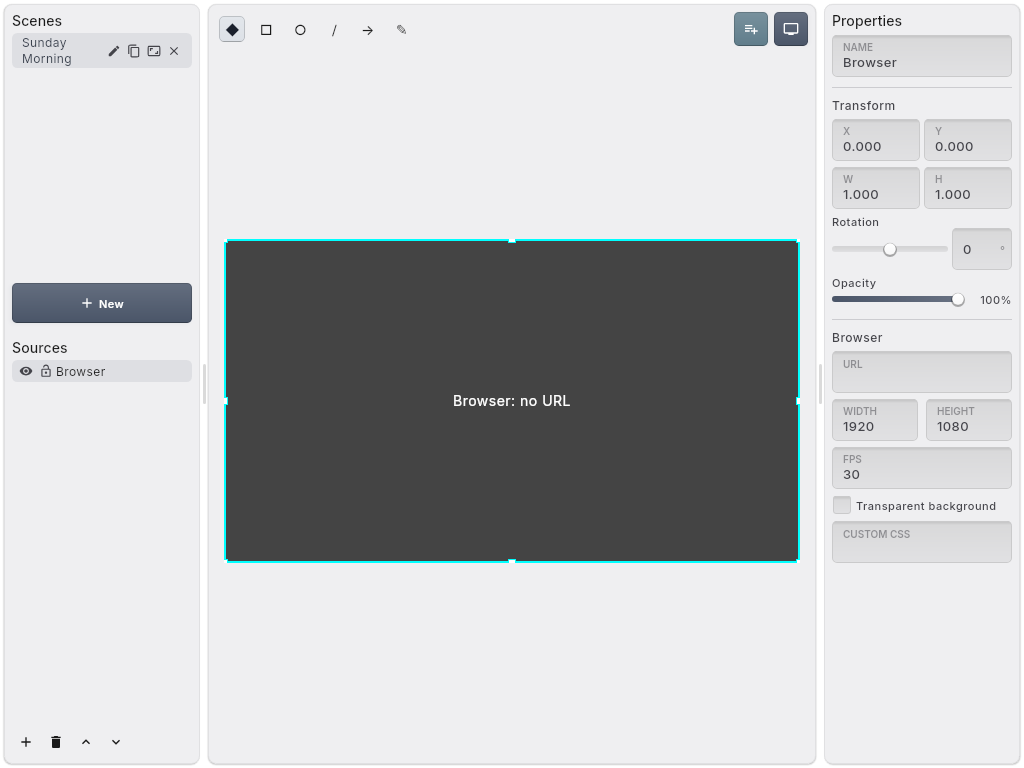 Scenes
Sunday
Morning
New
Sources
Browser
Browser: no URL
Properties
NAME
Browser
Transform
X
0.000
Y
0.000
W
1.000
H
1.000
Rotation
0 °
Opacity
100%
Browser
URL
WIDTH
1920
HEIGHT
1080
FPS
30
Transparent background
CUSTOM CSS